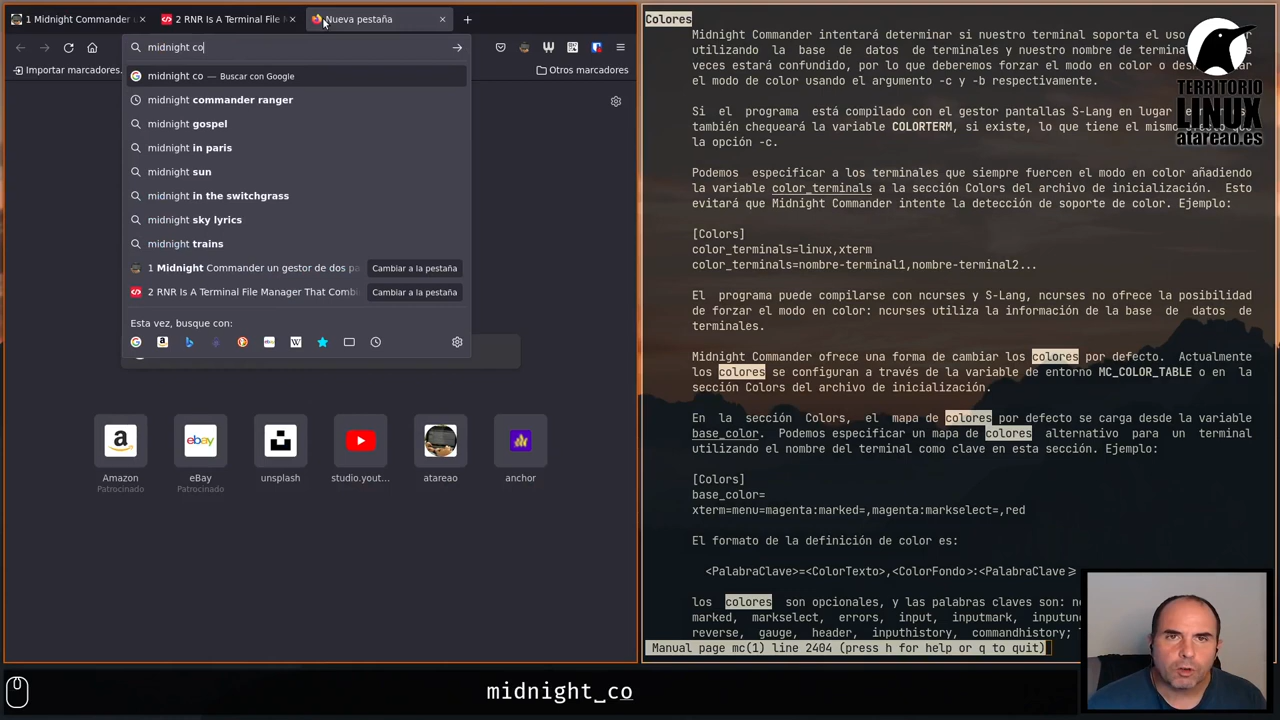 1 Midnight Commander u
2 RNR Is A Terminal File M
Nueva pestaña
midnight co
Importar marcadores...
Otros marcadores
midnight co — Buscar con Google
midnight commander ranger
midnight gospel
midnight in paris
midnight sun
midnight in the switchgrass
midnight sky lyrics
midnight trains
1 Midnight Commander un gestor de dos pa
Cambiar a la pestaña
2 RNR Is A Terminal File Manager That Comb
Cambiar a la pestaña
Esta vez, busque con:
Amazon
Patrocinado
eBay
Patrocinado
unsplash
studio.yout...
atareao
anchor
Colores
Midnight Commander intentará determinar si nuestro terminal soporta el uso
utilizando la base de datos de terminales y nuestro nombre de
veces estará confundido, por lo que deberemos forzar el modo en color o des
el modo de color usando el argumento -c y -b respectivamente.
Si el programa está compilado con el gestor pantallas S-Lang en lugar
también chequeará la variable COLORTERM, si existe, lo que tiene el mismo efecto que
la opción -c.
Podemos especificar a los terminales que siempre fuercen el modo en color añadiendo
la variable color_terminals a la sección Colors del archivo de inicialización. Esto
evitará que Midnight Commander intente la detección de soporte de color. Ejemplo:
[Colors]
color_terminals=linux,xterm
color_terminals=nombre-terminal1,nombre-terminal2...
El programa puede compilarse con ncurses y S-Lang, ncurses no ofrece la posibilidad
de forzar el modo en color: ncurses utiliza la información de la base de datos de
terminales.
Midnight Commander ofrece una forma de cambiar los colores por defecto. Actualmente
los colores se configuran a través de la variable de entorno MC_COLOR_TABLE o en la
sección Colors del archivo de inicialización.
En la sección Colors, el mapa de colores por defecto se carga desde la variable
base_color. Podemos especificar un mapa de colores alternativo para un terminal
utilizando el nombre del terminal como clave en esta sección. Ejemplo:
[Colors]
base_color=
xterm=menu=magenta:marked=,magenta:markselect=,red
El formato de la definición de color es:
<PalabraClave>=<ColorTexto>,<ColorFondo>:<PalabraClave>
los colores son opcionales, y las palabras claves son: no
marked, markselect, errors, input, inputmark, inputun
reverse, gauge, header, inputhistory, commandhistory;
Manual page mc(1) line 2404 (press h for help or q to quit)
TERRITORIO
LINUX
atareao.es
midnight␣co